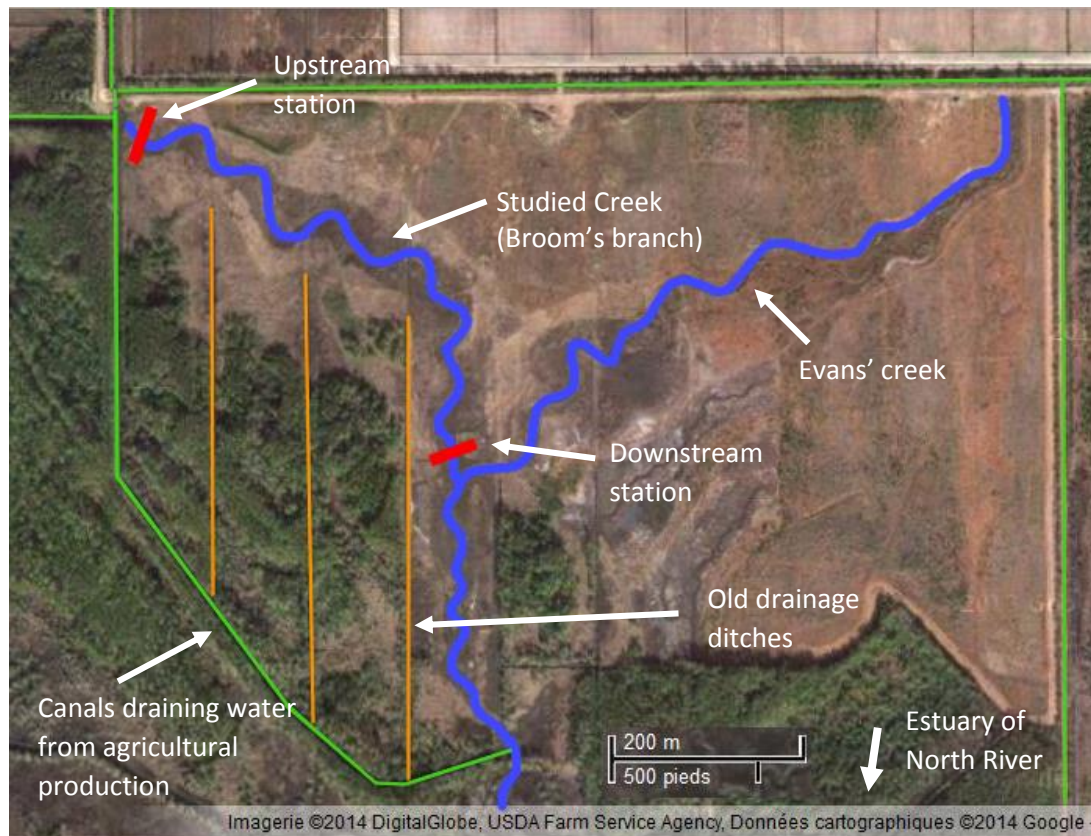 Upstream
station
Studied Creek
(Broom's branch)
Evans' creek
Downstream
station
Old drainage
ditches
Canals draining water
from agricultural
production
Estuary of
North River
200 m
500 pieds
Imagerie ©2014 DigitalGlobe, USDA Farm Service Agency, Données cartographiques ©2014 Google